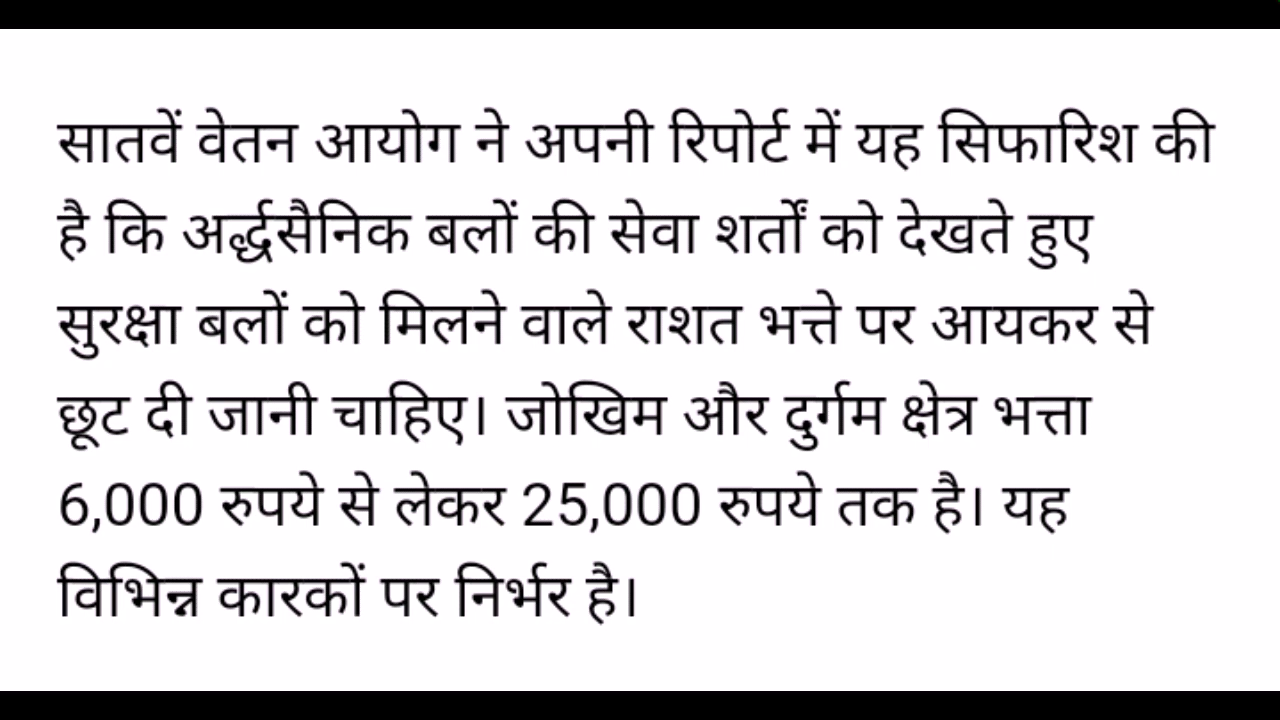 सातवें वेतन आयोग ने अपनी रिपोर्ट में यह सिफारिश की
है कि अर्द्धसैनिक बलों की सेवा शर्तों को देखते हुए
सुरक्षा बलों को मिलने वाले राशत भत्ते पर आयकर से
छूट दी जानी चाहिए। जोखिम और दुर्गम क्षेत्र भत्ता
6,000 रुपये से लेकर 25,000 रुपये तक है। यह
विभिन्न कारकों पर निर्भर है।